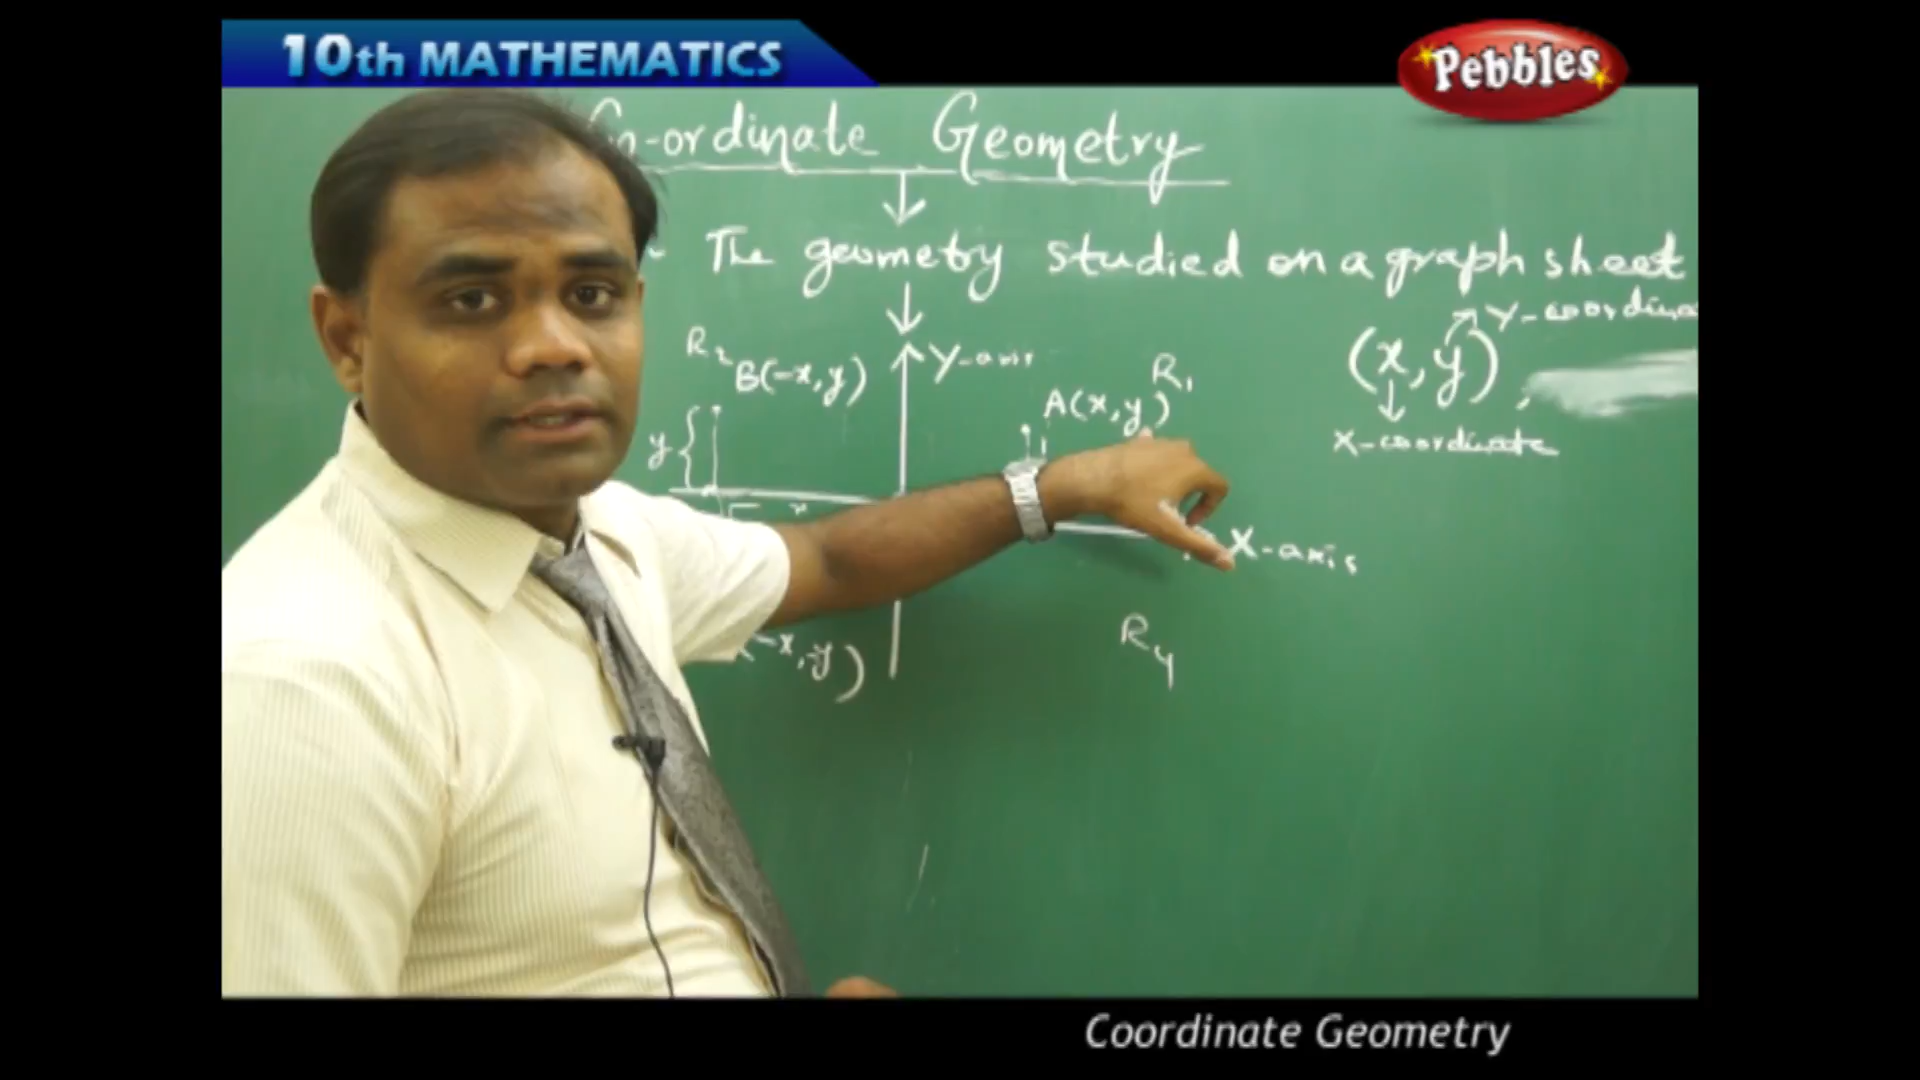 10th MATHEMATICS
Pebbles
Co-ordinate Geometry
The geometry studied on a graph sheet
Y-coordina
(x, y)
X-coordinate
R2
B(-x, y)
Y-axis
R1
A(x, y)
y {
x
X-axis
-x, -y)
R4
Coordinate Geometry